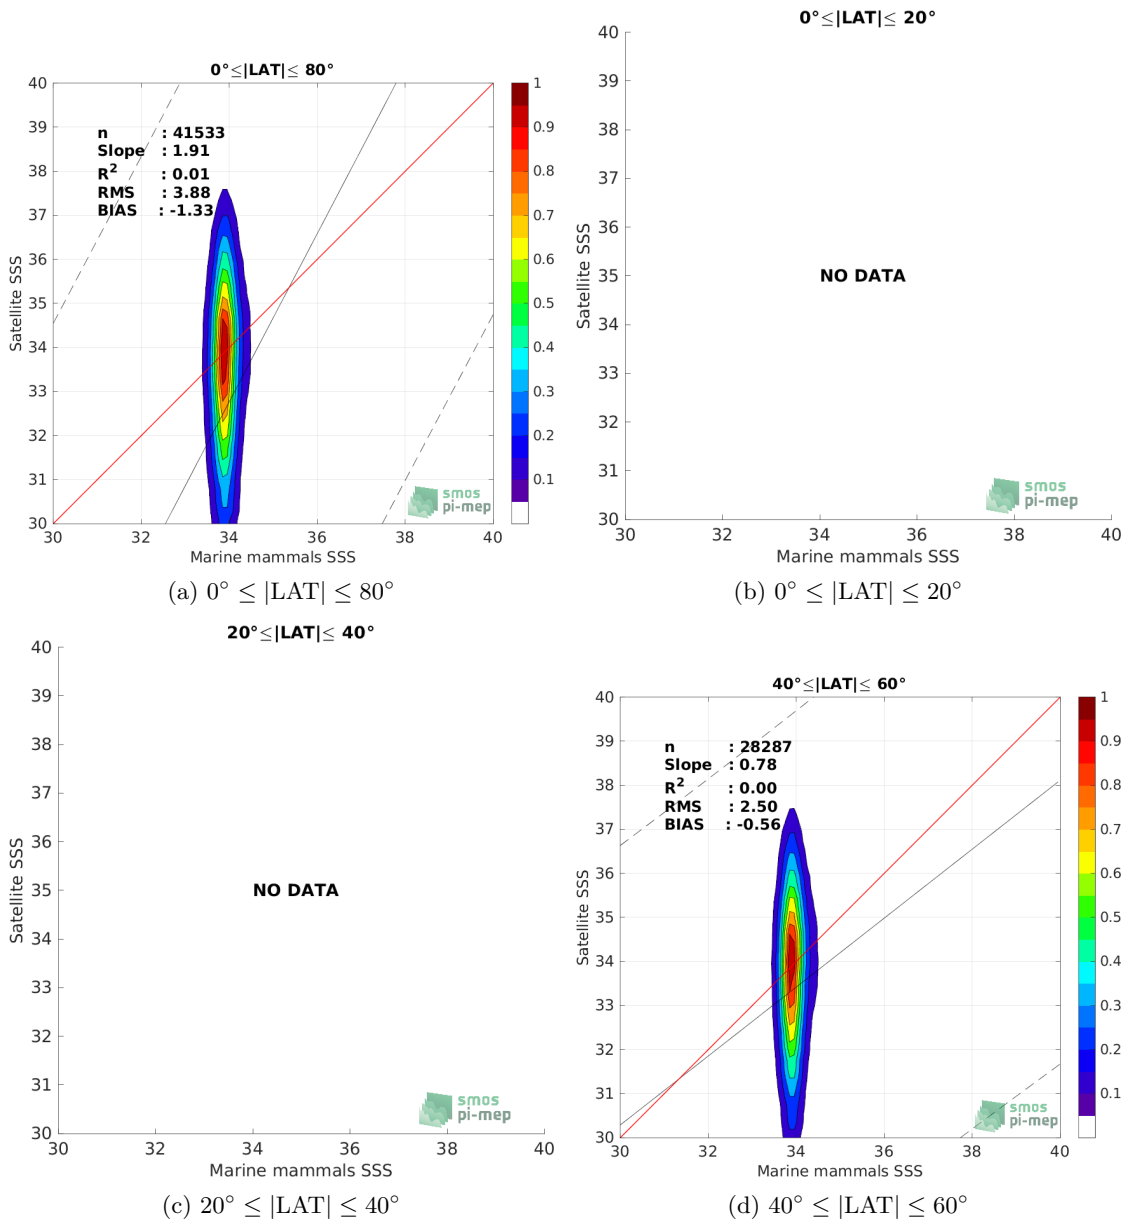 0°≤|LAT|≤ 80°
40
39
38
37
36
35
34
33
32
31
30
Satellite SSS
n : 41533
Slope : 1.91
R² : 0.01
RMS : 3.88
BIAS : -1.33
1
0.9
0.8
0.7
0.6
0.5
0.4
0.3
0.2
0.1
smos
pi-mep
30 32 34 36 38 40
Marine mammals SSS
(a) 0° ≤ |LAT| ≤ 80°
0°≤|LAT|≤ 20°
40
39
38
37
36
35
34
33
32
31
30
Satellite SSS
NO DATA
smos
pi-mep
30 32 34 36 38 40
Marine mammals SSS
(b) 0° ≤ |LAT| ≤ 20°
20°≤|LAT|≤ 40°
40
39
38
37
36
35
34
33
32
31
30
Satellite SSS
NO DATA
smos
pi-mep
30 32 34 36 38 40
Marine mammals SSS
(c) 20° ≤ |LAT| ≤ 40°
40°≤|LAT|≤ 60°
40
39
38
37
36
35
34
33
32
31
30
Satellite SSS
n : 28287
Slope : 0.78
R² : 0.00
RMS : 2.50
BIAS : -0.56
1
0.9
0.8
0.7
0.6
0.5
0.4
0.3
0.2
0.1
smos
pi-mep
30 32 34 36 38 40
Marine mammals SSS
(d) 40° ≤ |LAT| ≤ 60°